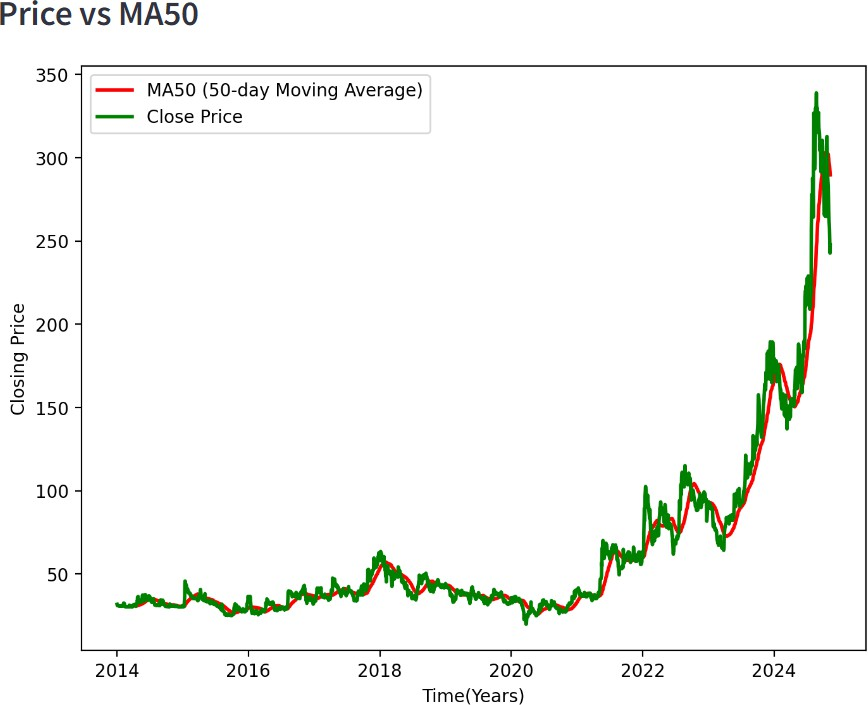 Price vs MA50
MA50 (50-day Moving Average)
Close Price
350
300
250
200
150
100
50
Closing Price
2014 2016 2018 2020 2022 2024
Time(Years)